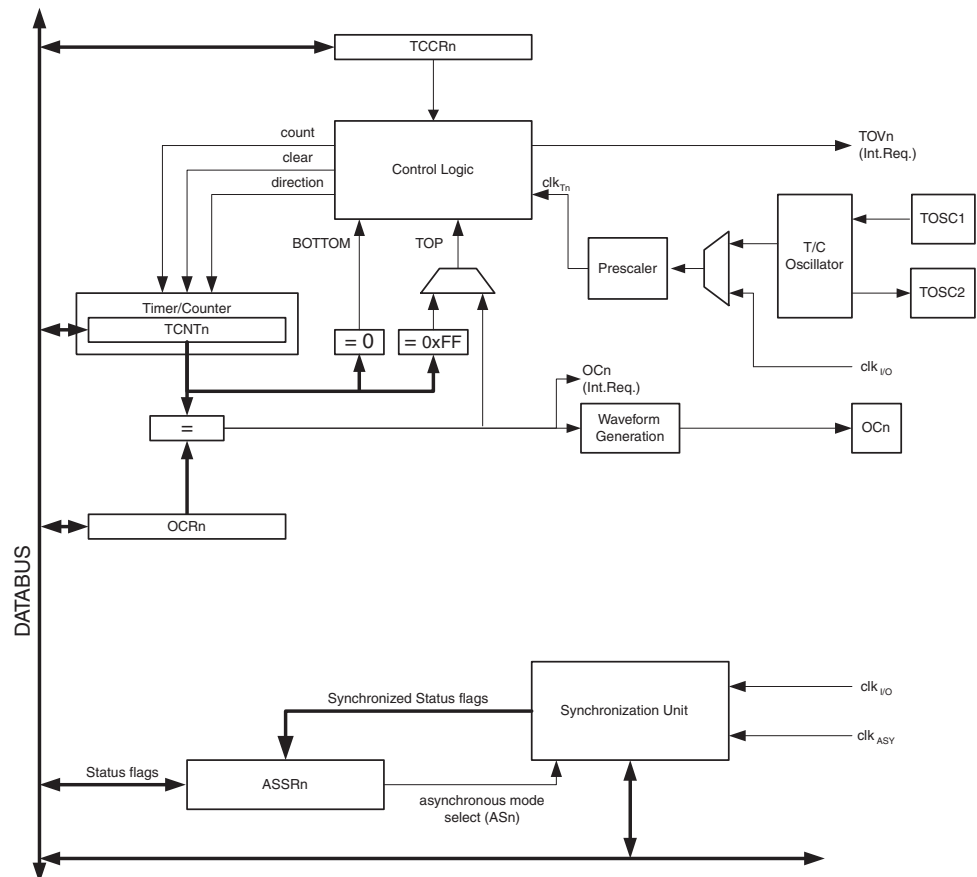 TCCRn
count
clear
direction
Control Logic
TOVn
(Int.Req.)
clkTn
BOTTOM
TOP
Prescaler
T/C
Oscillator
TOSC1
TOSC2
Timer/Counter
TCNTn
= 0
= 0xFF
clkI/O
OCn
(Int.Req.)
=
Waveform
Generation
OCn
OCRn
DATABUS
Synchronized Status flags
Synchronization Unit
clkI/O
clkASY
Status flags
ASSRn
asynchronous mode
select (ASn)